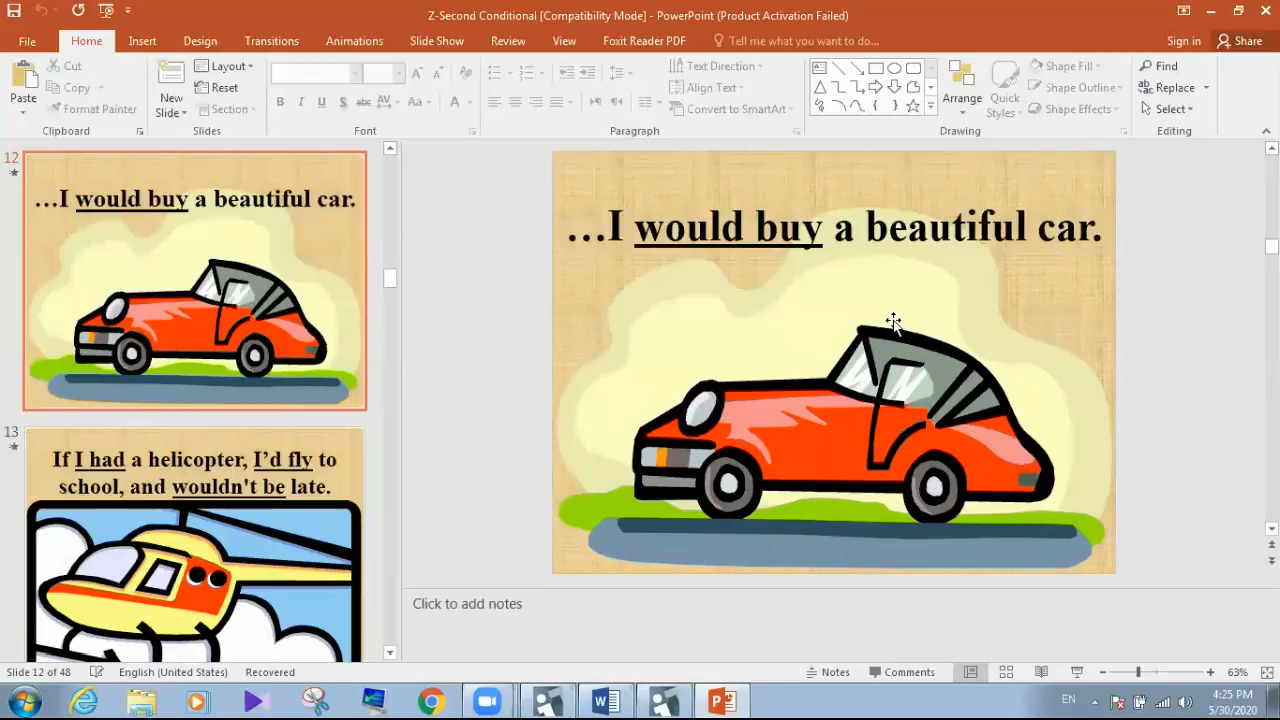 Z-Second Conditional [Compatibility Mode] - PowerPoint (Product Activation Failed)
File Home Insert Design Transitions Animations Slide Show Review View Foxit Reader PDF Tell me what you want to do... Sign in Share
Paste
Cut
Copy
Format Painter
Clipboard
New Slide
Layout
Reset
Section
Slides
Font
Paragraph
Text Direction
Align Text
Convert to SmartArt
Arrange
Quick Styles
Shape Fill
Shape Outline
Shape Effects
Drawing
Find
Replace
Select
Editing
12
…I would buy a beautiful car.
13
If I had a helicopter, I’d fly to
school, and wouldn't be late.
…I would buy a beautiful car.
Click to add notes
Slide 12 of 48 English (United States) Recovered Notes Comments 63%
EN 4:25 PM
5/30/2020